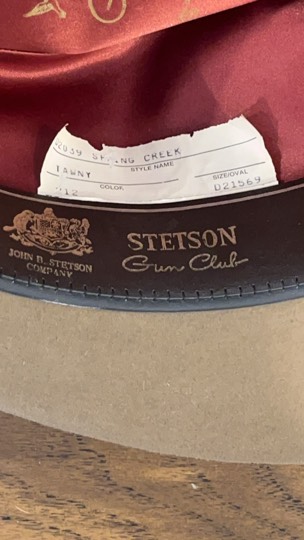 SPRING CREEK
STYLE NAME
TAWNY
SIZE/OVAL
COLOR
D21569
STETSON
Gun Club
JOHN B. STETSON
COMPANY